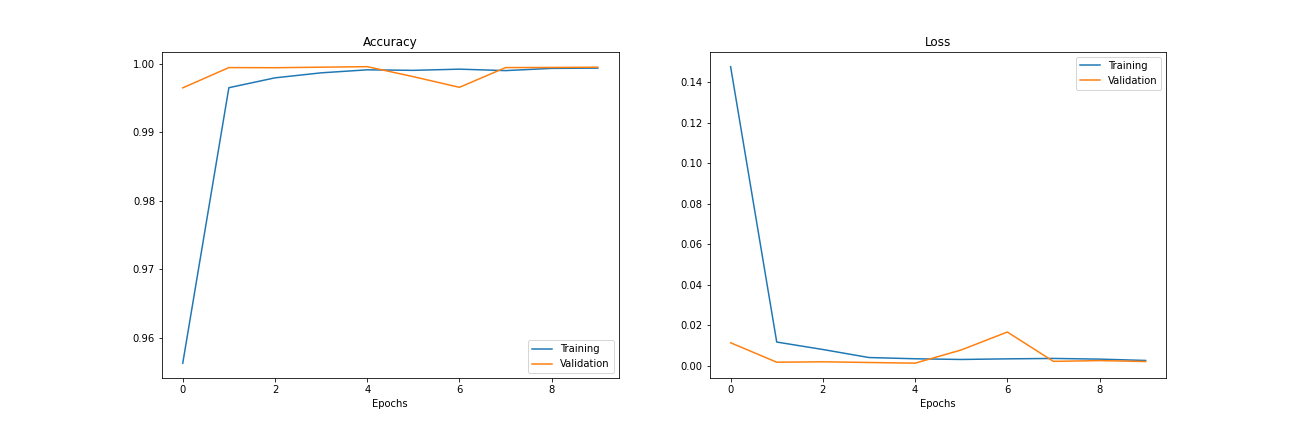 Accuracy
1.00
0.99
0.98
0.97
0.96
0 2 4 6 8
Epochs
Training
Validation
Loss
0.14
0.12
0.10
0.08
0.06
0.04
0.02
0.00
0 2 4 6 8
Epochs
Training
Validation